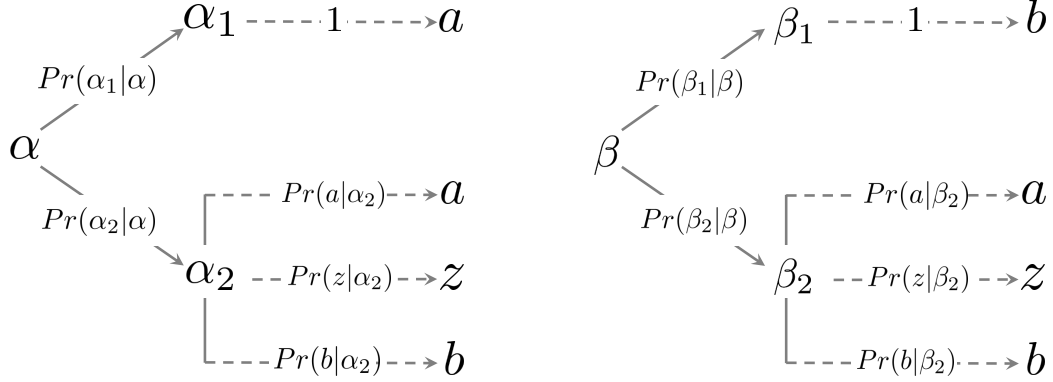 α₁ 1 a β₁ 1 b
Pr(α₁|α) Pr(β₁|β)
α β
Pr(a|α₂) a Pr(a|β₂) a
Pr(α₂|α) Pr(β₂|β)
α₂ Pr(z|α₂) z β₂ Pr(z|β₂) z
Pr(b|α₂) b Pr(b|β₂) b